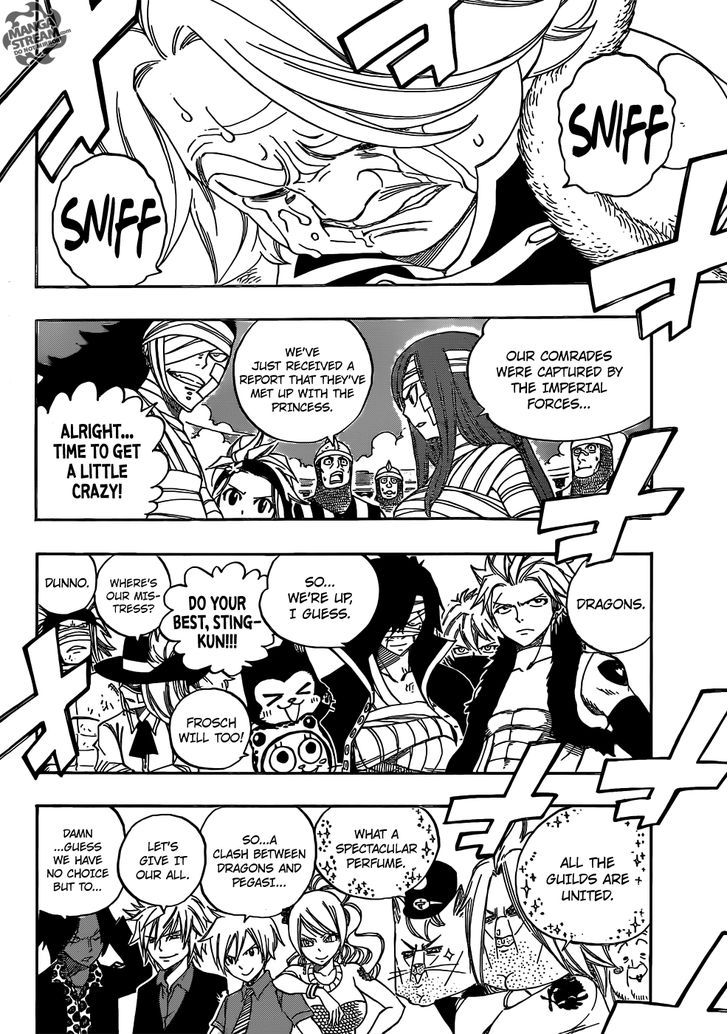 MANGA
STREAM
SNIFF
SNIFF
OUR COMRADES
WERE CAPTURED BY
THE IMPERIAL
FORCES...
WE'VE
JUST RECEIVED A
REPORT THAT THEY'VE
MET UP WITH THE
PRINCESS.
ALRIGHT...
TIME TO GET
A LITTLE
CRAZY!
DRAGONS.
SO...
WE'RE UP,
I GUESS.
DO YOUR
BEST, STING-
KUN!!!
FROSCH
WILL TOO!
WHERE'S
OUR MIS-
TRESS?
DUNNO.
ALL THE
GUILDS ARE
UNITED.
WHAT A
SPECTACULAR
PERFUME.
SO...A
CLASH BETWEEN
DRAGONS AND
PEGASI...
LET'S
GIVE IT
OUR ALL.
DAMN
...GUESS
WE HAVE
NO CHOICE
BUT TO...